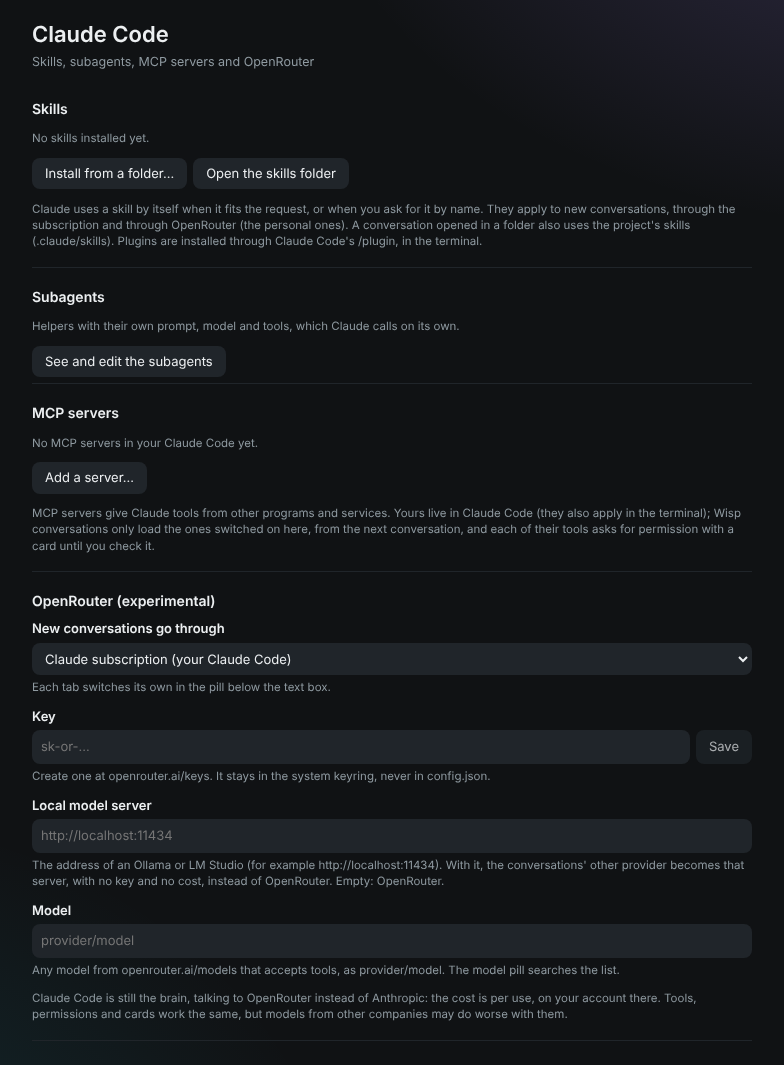 Claude Code
Skills, subagents, MCP servers and OpenRouter
Skills
No skills installed yet.
Install from a folder...
Open the skills folder
Claude uses a skill by itself when it fits the request, or when you ask for it by name. They apply to new conversations, through the
subscription and through OpenRouter (the personal ones). A conversation opened in a folder also uses the project's skills
(.claude/skills). Plugins are installed through Claude Code's /plugin, in the terminal.
Subagents
Helpers with their own prompt, model and tools, which Claude calls on its own.
See and edit the subagents
MCP servers
No MCP servers in your Claude Code yet.
Add a server...
MCP servers give Claude tools from other programs and services. Yours live in Claude Code (they also apply in the terminal); Wisp
conversations only load the ones switched on here, from the next conversation, and each of their tools asks for permission with a
card until you check it.
OpenRouter (experimental)
New conversations go through
Claude subscription (your Claude Code)
Each tab switches its own in the pill below the text box.
Key
sk-or-...
Save
Create one at openrouter.ai/keys. It stays in the system keyring, never in config.json.
Local model server
http://localhost:11434
The address of an Ollama or LM Studio (for example http://localhost:11434). With it, the conversations' other provider becomes that
server, with no key and no cost, instead of OpenRouter. Empty: OpenRouter.
Model
provider/model
Any model from openrouter.ai/models that accepts tools, as provider/model. The model pill searches the list.
Claude Code is still the brain, talking to OpenRouter instead of Anthropic: the cost is per use, on your account there. Tools,
permissions and cards work the same, but models from other companies may do worse with them.